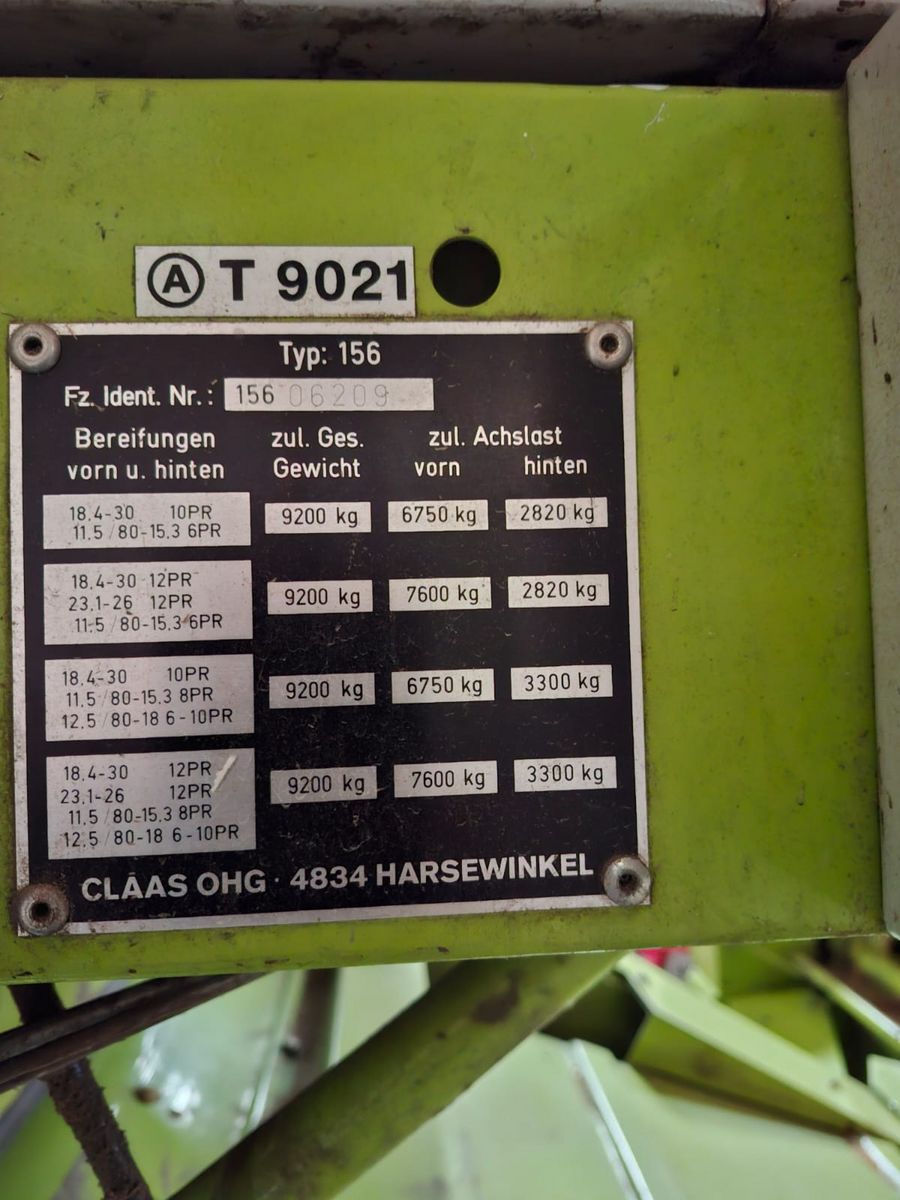 Ⓐ T 9021
Typ: 156
Fz. Ident. Nr.: 156 06209
Bereifungen vorn u. hinten
zul. Ges. Gewicht
zul. Achslast
vorn hinten
18.4-30 10PR
11.5/80-15.3 6PR
9200 kg 6750 kg 2820 kg
18.4-30 12PR
23.1-26 12PR
11.5/80-15.3 6PR
9200 kg 7600 kg 2820 kg
18.4-30 10PR
11.5/80-15.3 8PR
12.5/80-18 6-10PR
9200 kg 6750 kg 3300 kg
18.4-30 12PR
23.1-26 12PR
11.5/80-15.3 8PR
12.5/80-18 6-10PR
9200 kg 7600 kg 3300 kg
CLAAS OHG · 4834 HARSEWINKEL